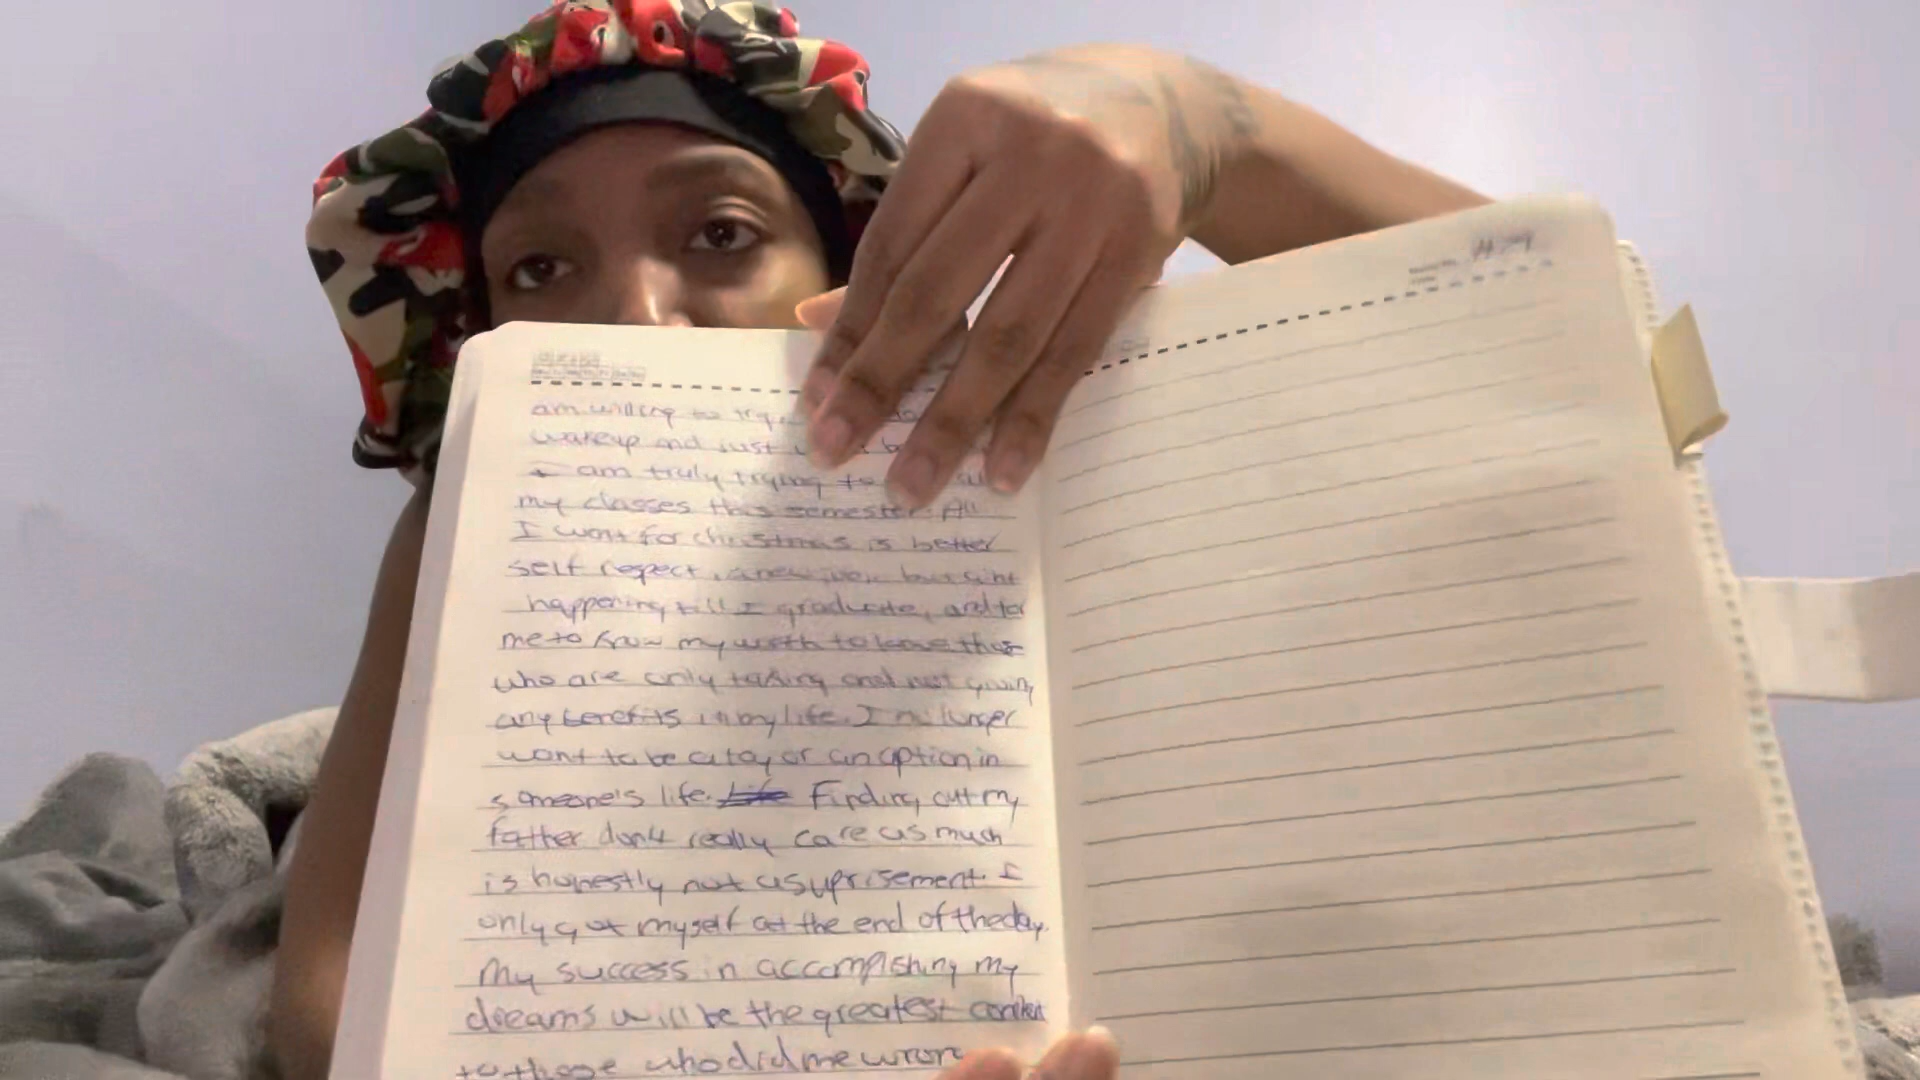 am willing to try
wakeup and just
I am truly trying to
my classes this semester. All
I want for christmas is better
self respect, but aint
happening till I graduate, and for
me to know my worth to leave those
who are only taking and not giving
any benefits in my life. I no longer
want to be a toy or an option in
someone's life. Life Finding out my
father don't really care as much
is honestly not a suprisement. I
only got myself at the end of the day.
My success in accomplishing my
dreams will be the greatest
to those who did me wrong